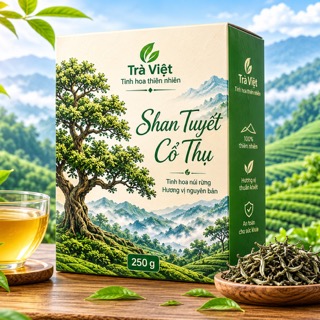 Trà Việt
Tinh hoa thiên nhiên
Shan Tuyết
Cổ Thụ
Tinh hoa núi rừng
Hương vị nguyên bản
250 g
Trà Việt
Tinh hoa thiên nhiên
100%
thiên nhiên
Hương vị
thuần khiết
An toàn
cho sức khỏe